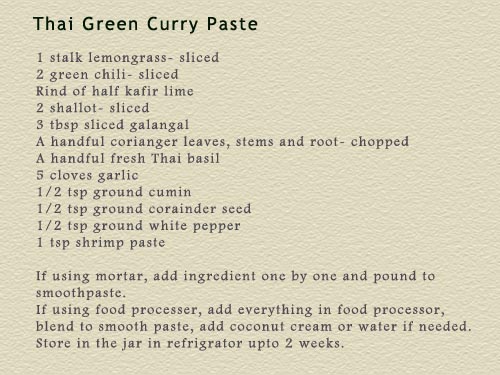 Thai Green Curry Paste
1 stalk lemongrass- sliced
2 green chili- sliced
Rind of half kafir lime
2 shallot- sliced
3 tbsp sliced galangal
A handful corianger leaves, stems and root- chopped
A handful fresh Thai basil
5 cloves garlic
1/2 tsp ground cumin
1/2 tsp ground corainder seed
1/2 tsp ground white pepper
1 tsp shrimp paste
If using mortar, add ingredient one by one and pound to
smoothpaste.
If using food processer, add everything in food processor,
blend to smooth paste, add coconut cream or water if needed.
Store in the jar in refrigrator upto 2 weeks.